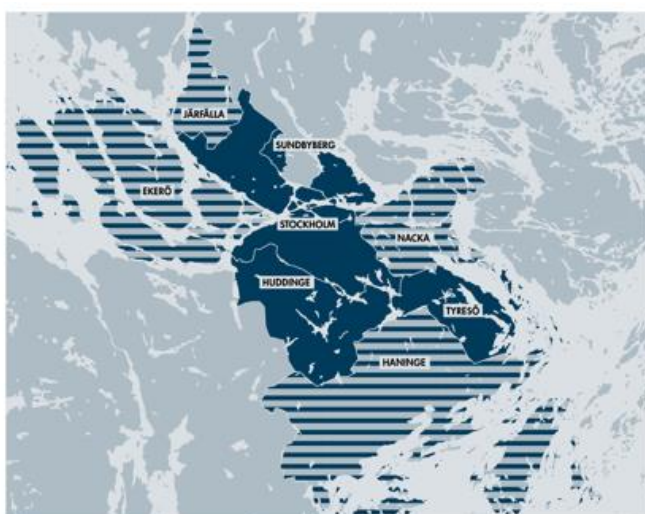 JÄRFÄLLA
SUNDBYBERG
EKERÖ
STOCKHOLM
NACKA
HUDDINGE
TYRESÖ
HANINGE